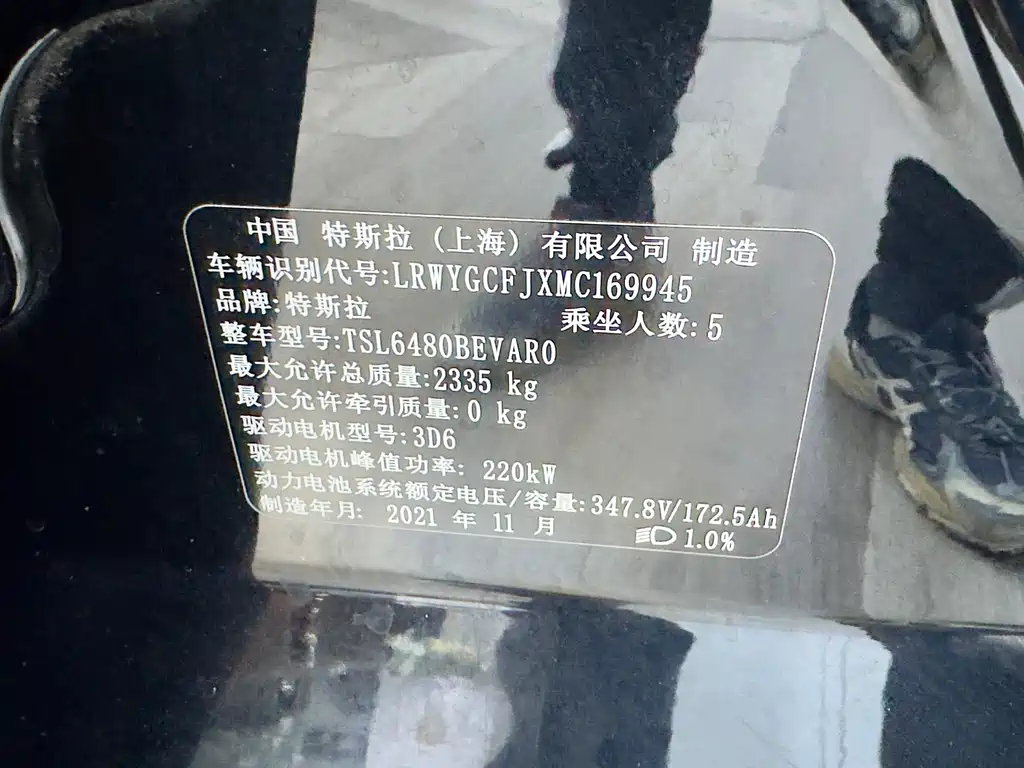 中国 特斯拉 (上海) 有限公司 制造
车辆识别代号:LRWYGCFJXMC169945
品牌:特斯拉 乘坐人数:5
整车型号:TSL6480BEVAR0
最大允许总质量:2335 kg
最大允许牵引质量:0 kg
驱动电机型号:3D6
驱动电机峰值功率: 220kW
动力电池系统额定电压/容量:347.8V/172.5Ah
制造年月: 2021 年 11 月 1.0%